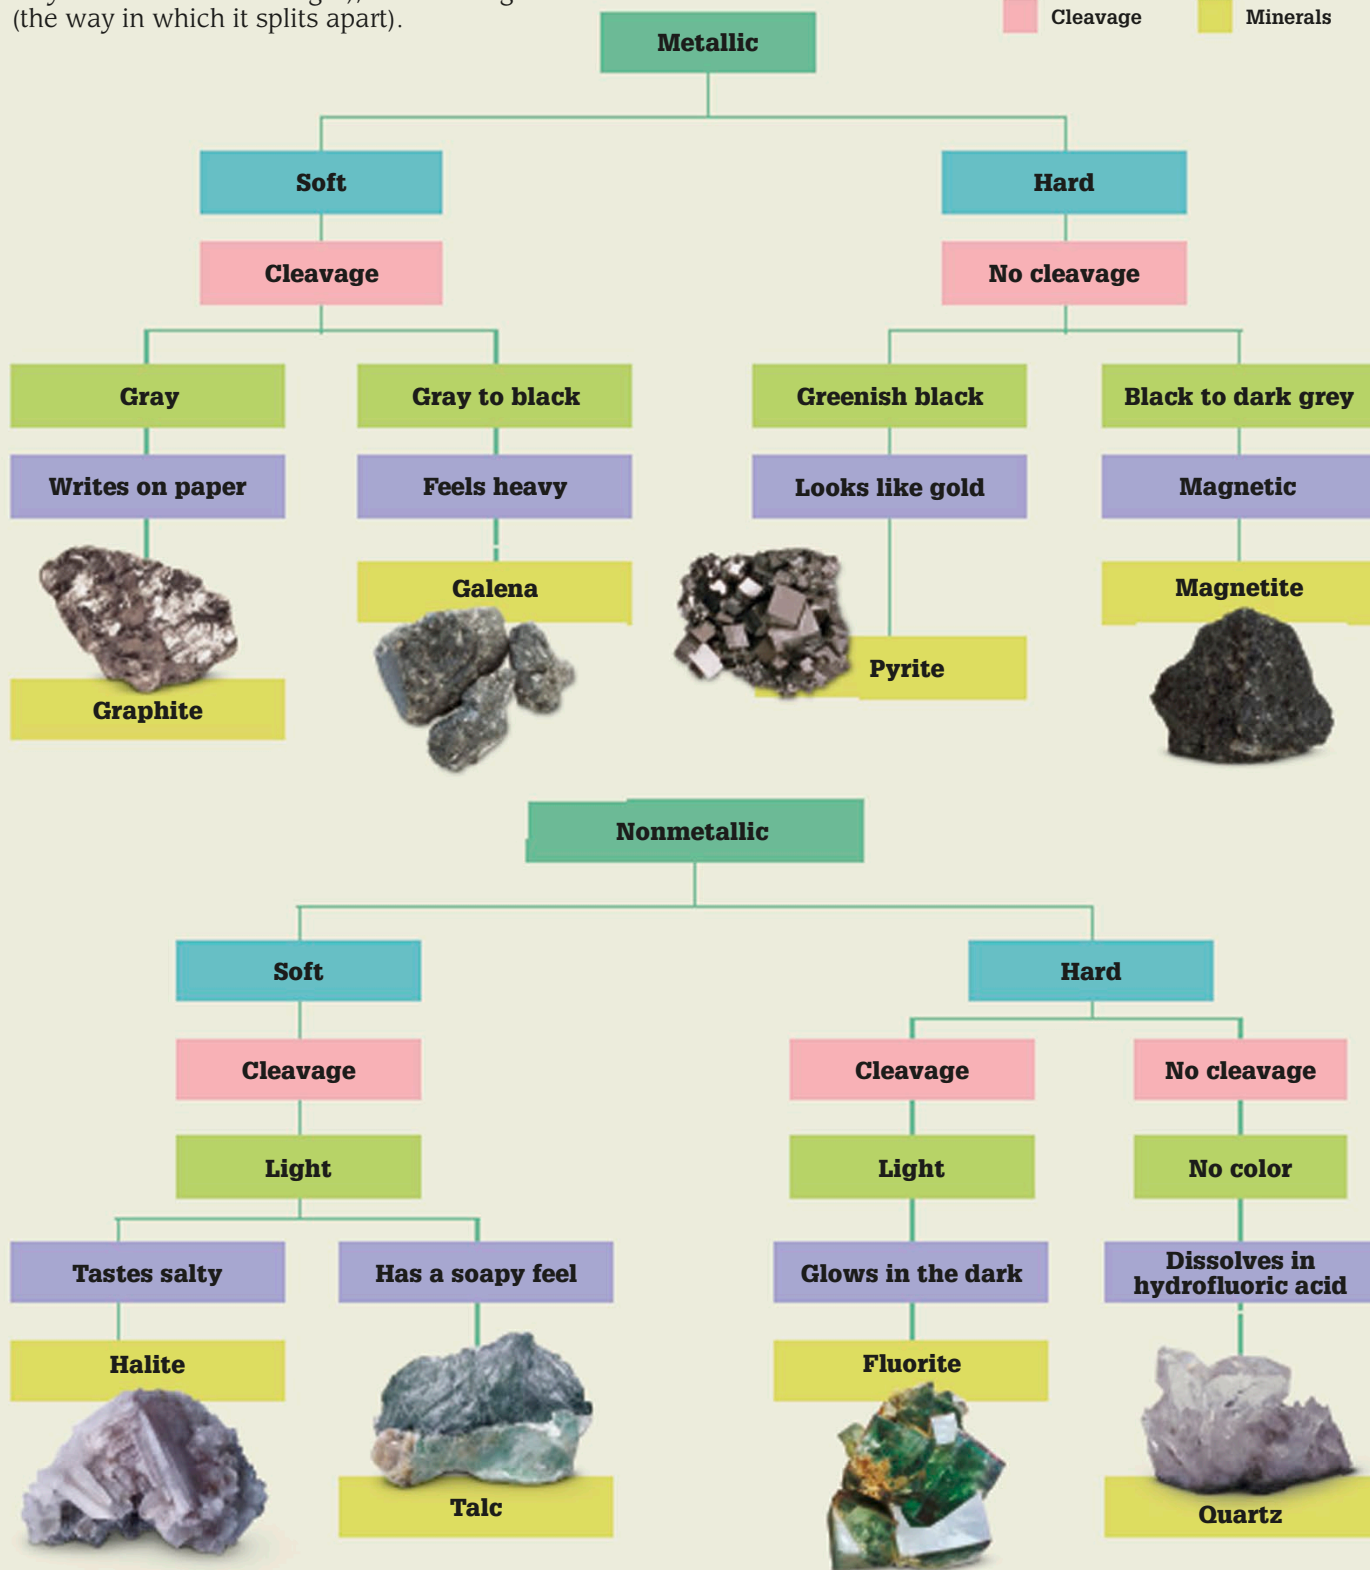 (the way in which it splits apart).
Cleavage
Minerals
Metallic
Soft
Hard
Cleavage
No cleavage
Gray
Gray to black
Greenish black
Black to dark grey
Writes on paper
Feels heavy
Looks like gold
Magnetic
Galena
Magnetite
Pyrite
Graphite
Nonmetallic
Soft
Hard
Cleavage
Cleavage
No cleavage
Light
Light
No color
Tastes salty
Has a soapy feel
Glows in the dark
Dissolves in
hydrofluoric acid
Halite
Fluorite
Talc
Quartz